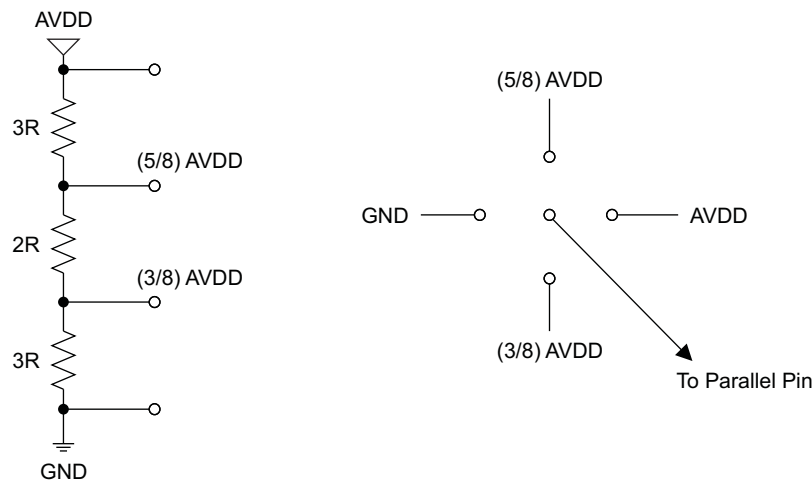 AVDD
3R
(5/8) AVDD
2R
(3/8) AVDD
3R
GND
(5/8) AVDD
GND
AVDD
(3/8) AVDD
To Parallel Pin